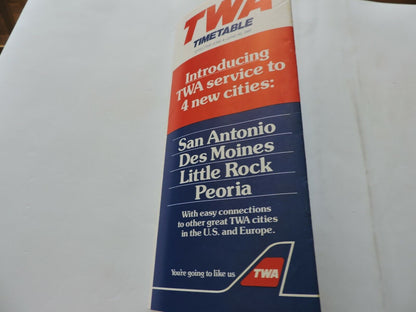 TWA
TIMETABLE
Introducing
TWA service to
4 new cities:
San Antonio
Des Moines
Little Rock
Peoria
With easy connections
to other great TWA cities
in the U.S. and Europe.
You're going to like us
TWA